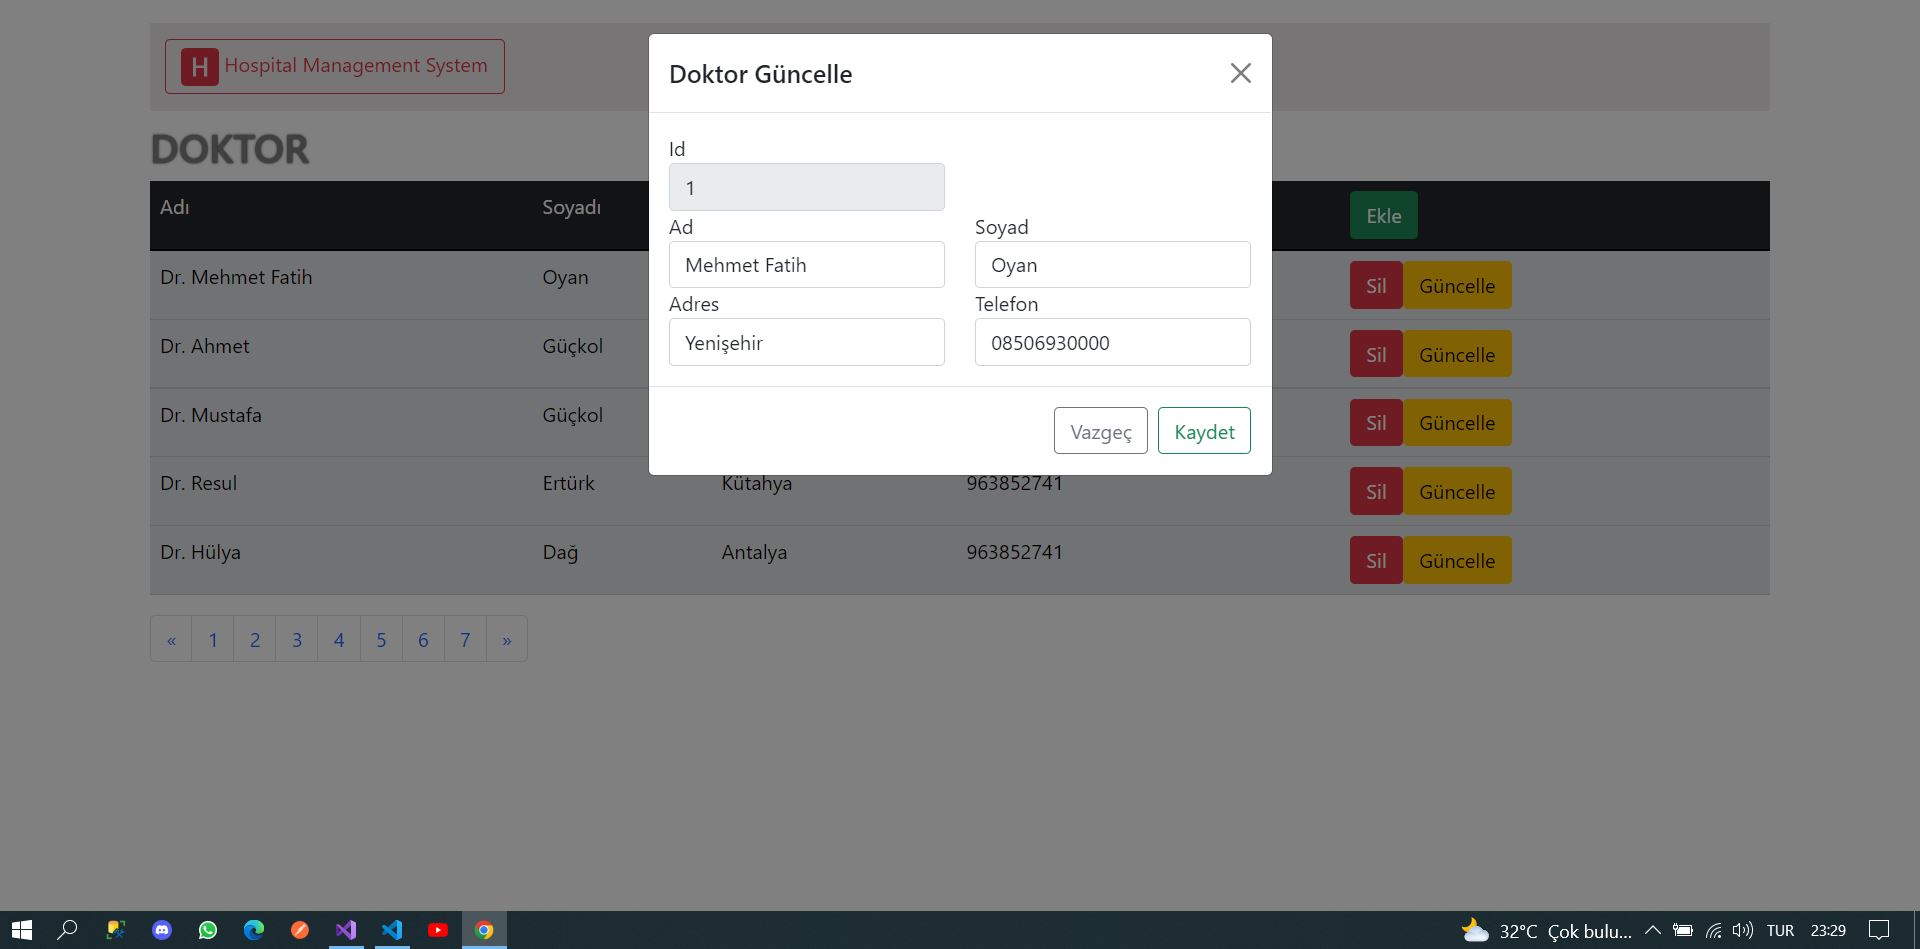 H Hospital Management System
DOKTOR
Adı Soyadı Ekle
Dr. Mehmet Fatih Oyan Sil Güncelle
Dr. Ahmet Güçkol Sil Güncelle
Dr. Mustafa Güçkol Sil Güncelle
Dr. Resul Ertürk Kütahya 963852741 Sil Güncelle
Dr. Hülya Dağ Antalya 963852741 Sil Güncelle
« 1 2 3 4 5 6 7 »
Doktor Güncelle
Id
1
Ad Soyad
Mehmet Fatih Oyan
Adres Telefon
Yenişehir 08506930000
Vazgeç Kaydet
32°C Çok bulu... TUR 23:29